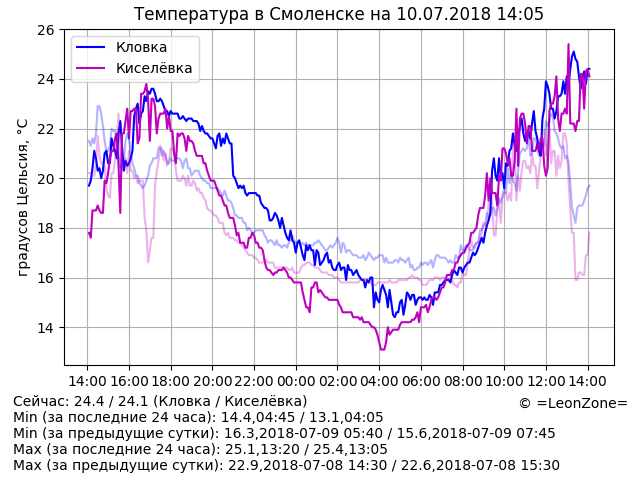 Температура в Смоленске на 10.07.2018 14:05
Кловка
Киселёвка
градусов Цельсия, °C
26
24
22
20
18
16
14
14:00 16:00 18:00 20:00 22:00 00:00 02:00 04:00 06:00 08:00 10:00 12:00 14:00
Сейчас: 24.4 / 24.1 (Кловка / Киселёвка)
© =LeonZone=
Min (за последние 24 часа): 14.4,04:45 / 13.1,04:05
Min (за предыдущие сутки): 16.3,2018-07-09 05:40 / 15.6,2018-07-09 07:45
Max (за последние 24 часа): 25.1,13:20 / 25.4,13:05
Max (за предыдущие сутки): 22.9,2018-07-08 14:30 / 22.6,2018-07-08 15:30